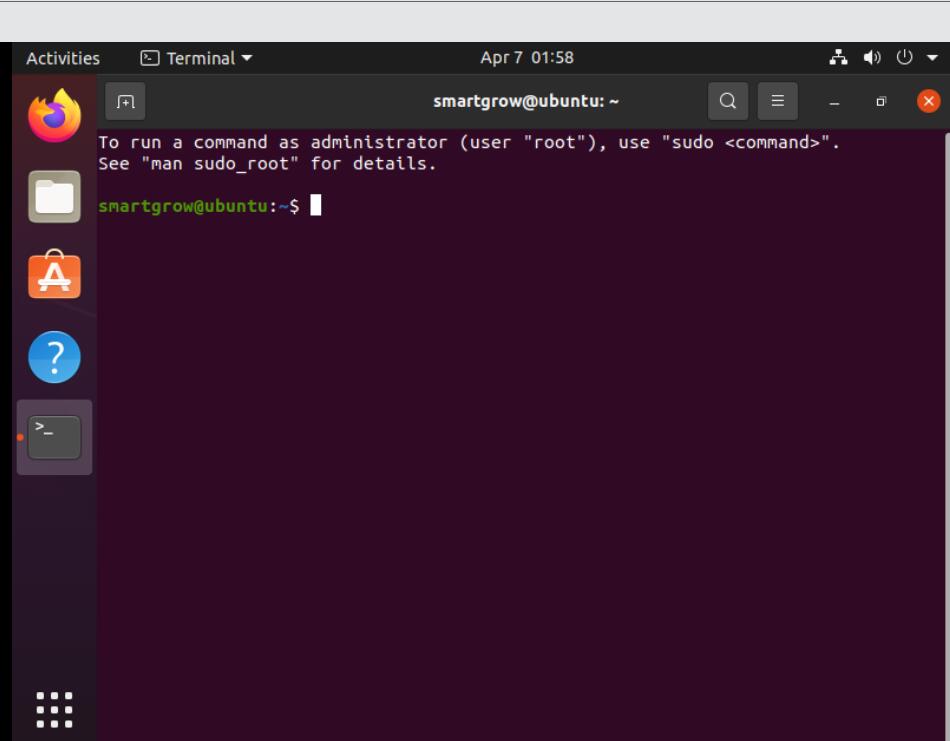 Activities Terminal Apr 7 01:58
smartgrow@ubuntu: ~
To run a command as administrator (user "root"), use "sudo <command>".
See "man sudo_root" for details.
smartgrow@ubuntu:~$